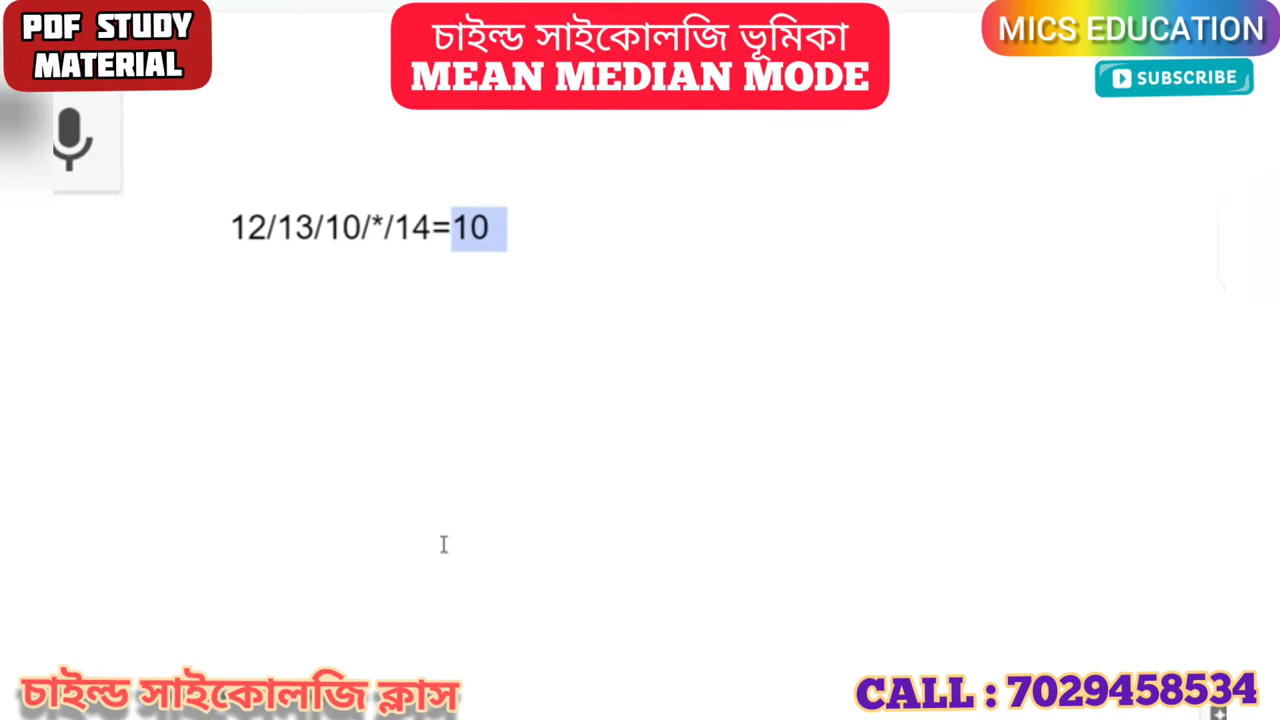 PDF STUDY
MATERIAL
চাইল্ড সাইকোলজি ভূমিকা
MEAN MEDIAN MODE
MICS EDUCATION
SUBSCRIBE
12/13/10/*/14=10
চাইল্ড সাইকোলজি ক্লাস
CALL : 7029458534